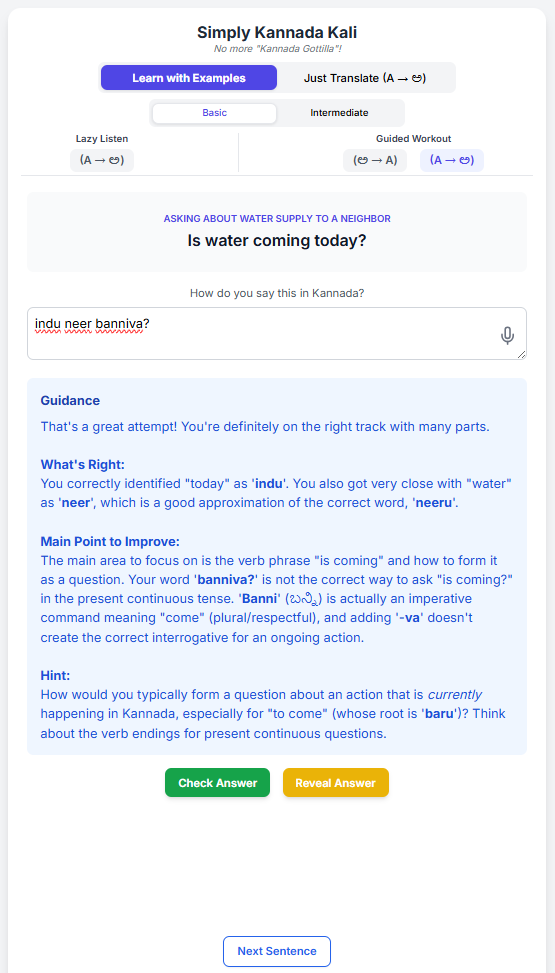 Simply Kannada Kali
No more "Kannada Gottilla"!
Learn with Examples
Just Translate (A → ಅ)
Basic
Intermediate
Lazy Listen
(A → ಅ)
Guided Workout
(ಅ → A)
(A → ಅ)
ASKING ABOUT WATER SUPPLY TO A NEIGHBOR
Is water coming today?
How do you say this in Kannada?
indu neer banniva?
Guidance
That's a great attempt! You're definitely on the right track with many parts.
What's Right:
You correctly identified "today" as 'indu'. You also got very close with "water"
as 'neer', which is a good approximation of the correct word, 'neeru'.
Main Point to Improve:
The main area to focus on is the verb phrase "is coming" and how to form it
as a question. Your word 'banniva?' is not the correct way to ask "is coming?"
in the present continuous tense. 'Banni' (ಬನ್ನಿ) is actually an imperative
command meaning "come" (plural/respectful), and adding '-va' doesn't
create the correct interrogative for an ongoing action.
Hint:
How would you typically form a question about an action that is currently
happening in Kannada, especially for "to come" (whose root is 'baru')? Think
about the verb endings for present continuous questions.
Check Answer
Reveal Answer
Next Sentence